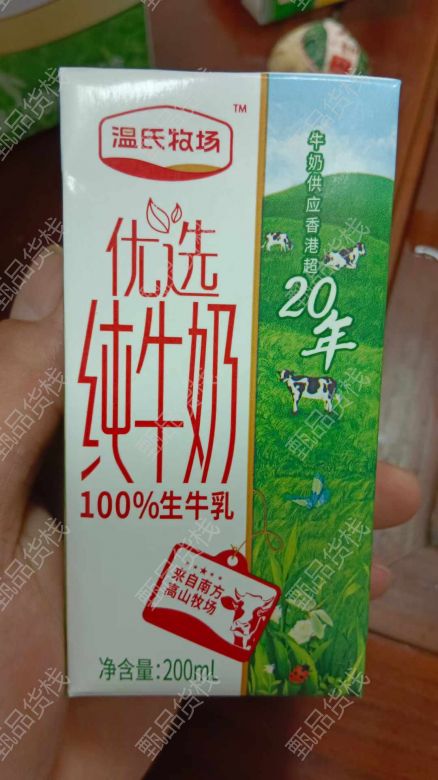 温氏牧场
TM
优选
纯牛奶
100%生牛乳
来自南方
高山牧场
净含量:200mL
牛奶供应香港超
20年
甄品货栈